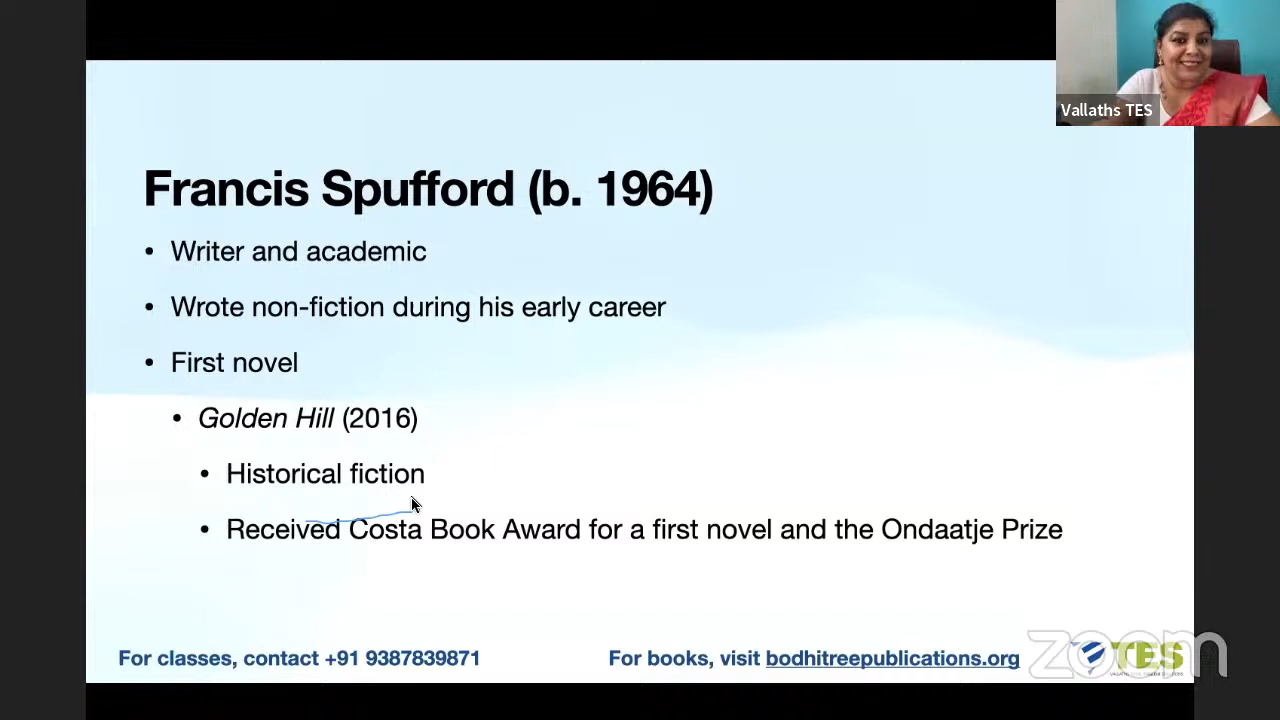 Vallaths TES
Francis Spufford (b. 1964)
• Writer and academic
• Wrote non-fiction during his early career
• First novel
• Golden Hill (2016)
• Historical fiction
• Received Costa Book Award for a first novel and the Ondaatje Prize
For classes, contact +91 9387839871
For books, visit bodhitreepublications.org
zoom
TES